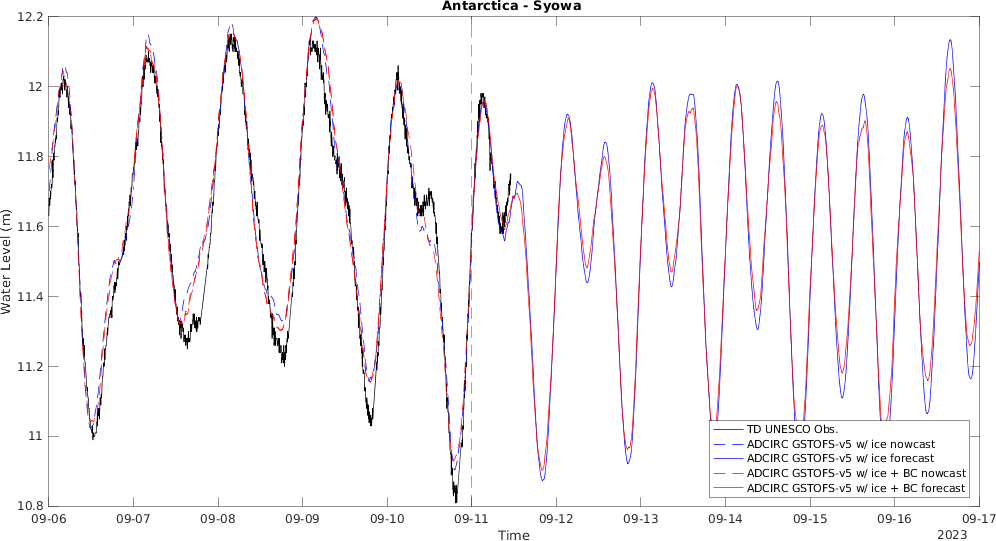 Antarctica - Syowa
Water Level (m)
12.2
12
11.8
11.6
11.4
11.2
11
10.8
09-06 09-07 09-08 09-09 09-10 09-11 09-12 09-13 09-14 09-15 09-16 09-17
Time
2023
TD UNESCO Obs.
ADCIRC GSTOFS-v5 w/ ice nowcast
ADCIRC GSTOFS-v5 w/ ice forecast
ADCIRC GSTOFS-v5 w/ ice + BC nowcast
ADCIRC GSTOFS-v5 w/ ice + BC forecast